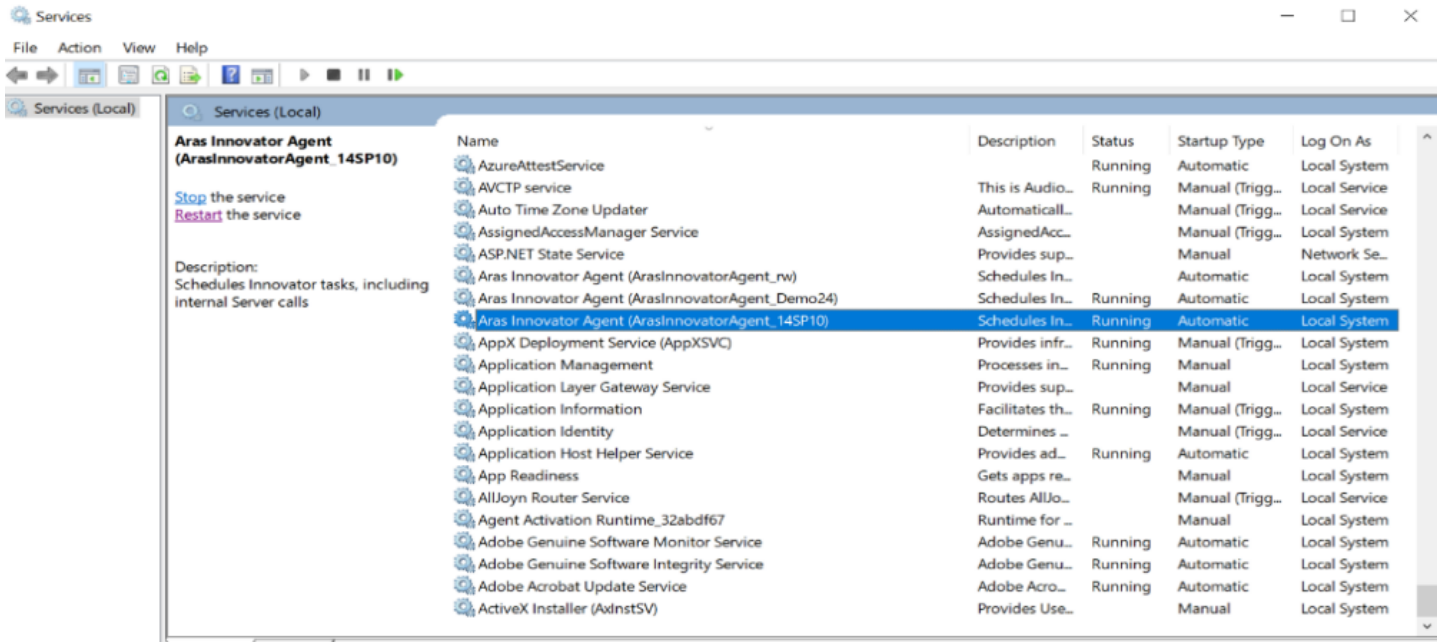 Services
File Action View Help
Services (Local)
Services (Local)
Aras Innovator Agent
(ArasInnovatorAgent_14SP10)
Stop the service
Restart the service
Description:
Schedules Innovator tasks, including
internal Server calls
Name Description Status Startup Type Log On As
AzureAttestService Running Automatic Local System
AVCTP service This is Audio... Running Manual (Trigg... Local Service
Auto Time Zone Updater Automaticall... Manual (Trigg... Local Service
AssignedAccessManager Service AssignedAcc... Manual (Trigg... Local System
ASP.NET State Service Provides sup... Manual Network Se...
Aras Innovator Agent (ArasInnovatorAgent_rw) Schedules In... Automatic Local System
Aras Innovator Agent (ArasInnovatorAgent_Demo24) Schedules In... Running Automatic Local System
Aras Innovator Agent (ArasInnovatorAgent_14SP10) Schedules In... Running Automatic Local System
AppX Deployment Service (AppXSVC) Provides infr... Running Manual (Trigg... Local System
Application Management Processes in... Running Manual Local System
Application Layer Gateway Service Provides sup... Manual Local Service
Application Information Facilitates th... Running Manual (Trigg... Local System
Application Identity Determines ... Manual (Trigg... Local Service
Application Host Helper Service Provides ad... Running Automatic Local System
App Readiness Gets apps re... Manual Local System
AllJoyn Router Service Routes AllJo... Manual (Trigg... Local Service
Agent Activation Runtime_32abdf67 Runtime for ... Manual Local System
Adobe Genuine Software Monitor Service Adobe Genu... Running Automatic Local System
Adobe Genuine Software Integrity Service Adobe Genu... Running Automatic Local System
Adobe Acrobat Update Service Adobe Acro... Running Automatic Local System
ActiveX Installer (AxInstSV) Provides Use... Manual Local System